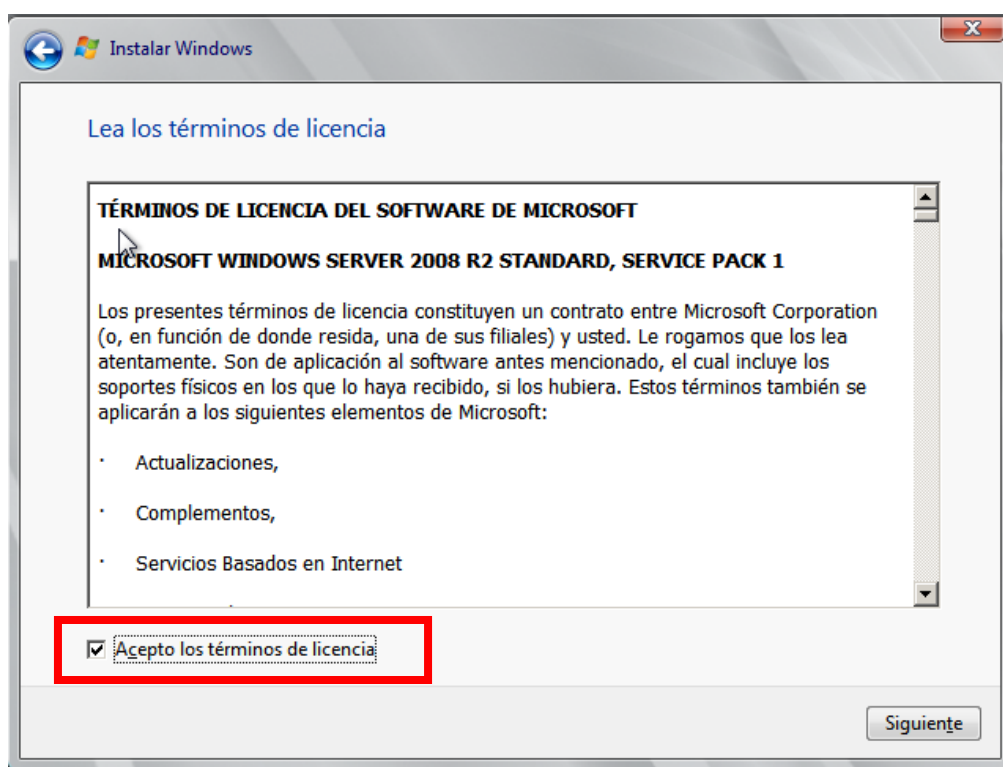 Instalar Windows
Lea los términos de licencia
TÉRMINOS DE LICENCIA DEL SOFTWARE DE MICROSOFT
MICROSOFT WINDOWS SERVER 2008 R2 STANDARD, SERVICE PACK 1
Los presentes términos de licencia constituyen un contrato entre Microsoft Corporation
(o, en función de donde resida, una de sus filiales) y usted. Le rogamos que los lea
atentamente. Son de aplicación al software antes mencionado, el cual incluye los
soportes físicos en los que lo haya recibido, si los hubiera. Estos términos también se
aplicarán a los siguientes elementos de Microsoft:
· Actualizaciones,
· Complementos,
· Servicios Basados en Internet
Acepto los términos de licencia
Siguiente